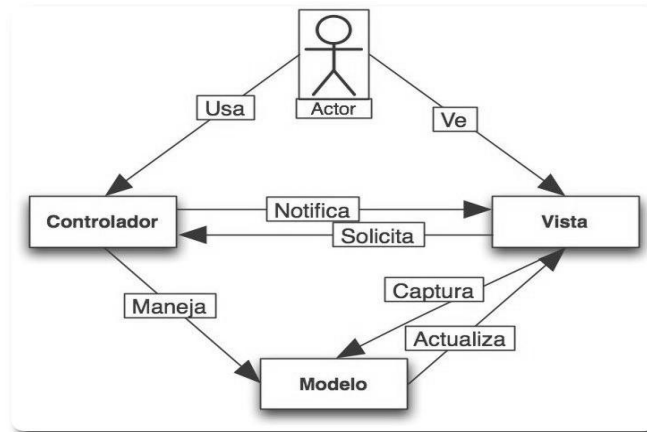 Actor
Usa
Ve
Controlador
Notifica
Vista
Solicita
Maneja
Captura
Actualiza
Modelo